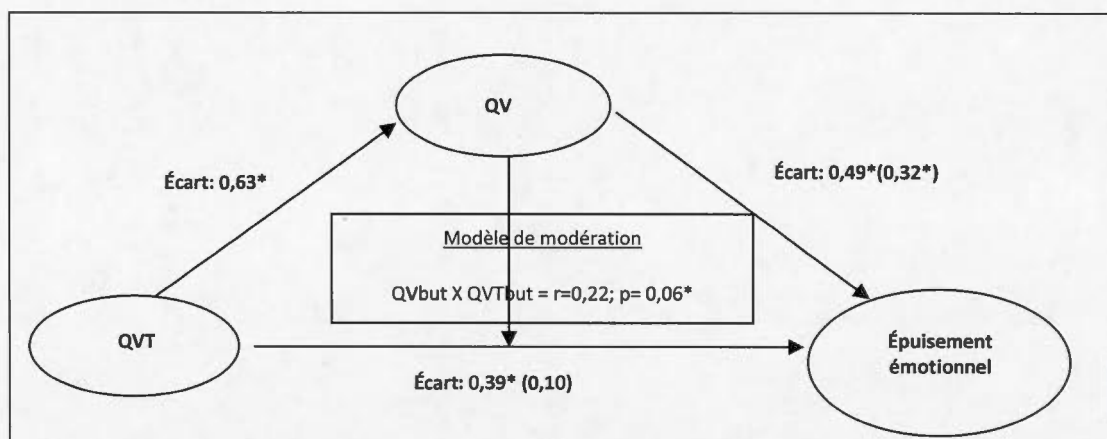 QV
Écart: 0,63*
Écart: 0,49*(0,32*)
Modèle de modération
QVbut X QVTbut = r=0,22; p= 0,06*
QVT
Épuisement
émotionnel
Écart: 0,39* (0,10)